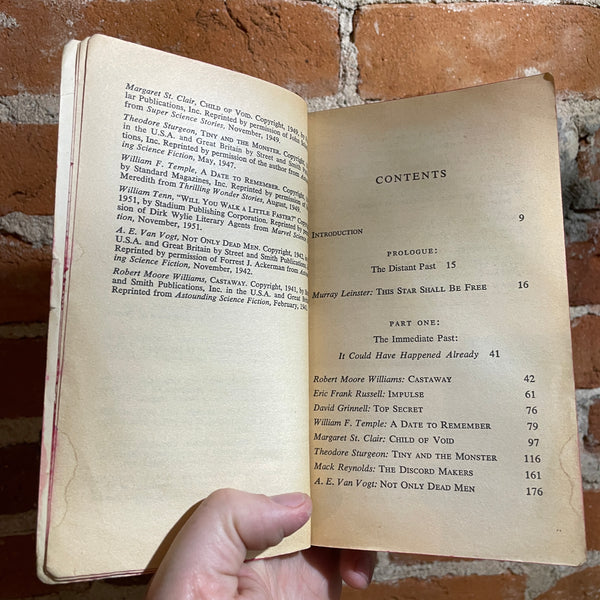 Margaret St. Clair, CHILD OF VOID. Copyright, 1949, by
lar Publications, Inc. Reprinted by permission of John
from Super Science Stories, November, 1949.
Theodore Sturgeon, TINY AND THE MONSTER. Copyright,
in the U.S.A. and Great Britain by Street and Smith
tions, Inc. Reprinted by permission of the author from
ing Science Fiction, May, 1947.
William F. Temple, A DATE TO REMEMBER. Copyright,
by Standard Magazines, Inc. Reprinted by permission
Meredith from Thrilling Wonder Stories, August, 1949.
William Tenn, "WILL YOU WALK A LITTLE FASTER?" Copyright,
1951, by Stadium Publishing Corporation. Reprinted by
sion of Dirk Wylie Literary Agents from Marvel Science
tion, November, 1951.
A. E. Van Vogt, NOT ONLY DEAD MEN. Copyright, 1942,
U.S.A. and Great Britain by Street and Smith Publications
Reprinted by permission of Forrest J. Ackerman from
ing Science Fiction, November, 1942.
Robert Moore Williams, CASTAWAY. Copyright, 1941, by
and Smith Publications, Inc. in the U.S.A. and Great
Reprinted from Astounding Science Fiction, February,
CONTENTS
INTRODUCTION 9
PROLOGUE:
The Distant Past 15
Murray Leinster: THIS STAR SHALL BE FREE 16
PART ONE:
The Immediate Past:
It Could Have Happened Already 41
Robert Moore Williams: CASTAWAY 42
Eric Frank Russell: IMPULSE 61
David Grinnell: TOP SECRET 76
William F. Temple: A DATE TO REMEMBER 79
Margaret St. Clair: CHILD OF VOID 97
Theodore Sturgeon: TINY AND THE MONSTER 116
Mack Reynolds: THE DISCORD MAKERS 161
A. E. Van Vogt: NOT ONLY DEAD MEN 176